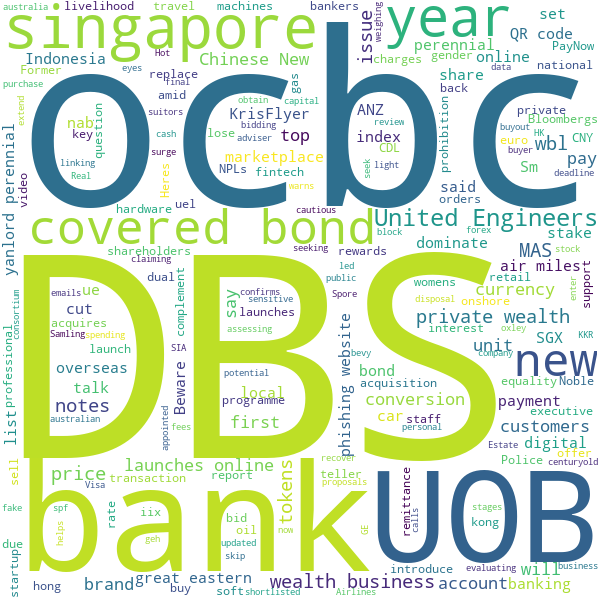 australia livelihood travel machines bankers
singapore year
issue weighing set
QR code
Indonesia Chinese New perennial PayNow
Former Hot charges gender online
eyes replace final amid gas share data national
purchase suitors back private
ocbc
nab question cash obtain capital KrisFlyer ANZ review Bloombergs
extend key bidding index buyout HK
linking adviser lose top CDL prohibition euro CNY
Real surge marketplace seek light wbl buyer
video Heres NPLs fintech warns Sm pay deadline
hardware uel cautious said orders
yanlord perennial
covered bond United Engineers
shareholders seeking rewards block forex stake
claiming dual led dominate MAS stock
emails ue complement say confirms public womens retail air miles support
consortium cut sensitive Spore disposal currency enter
Samling spending acquires SIA launches assessing onshore
DBS
professional launch Beware potential phishing website bevy private wealth
overseas local interest oxley SGX KKR
talk programme acquisition unit company new
list notes first bond equality Noble
australian appointed conversion payment
car staff executive
fees personal customers
price report recover teller Estate digital
sell launches online proposals Police offer centuryold
Visa transaction tokens
bank UOB
fake spf rate iix bid now remittance stages
helps geh oil updated GE calls kong
due skip introduce evaluating will business
startup great eastern wealth business account banking
hong brand buy soft shortlisted Airlines